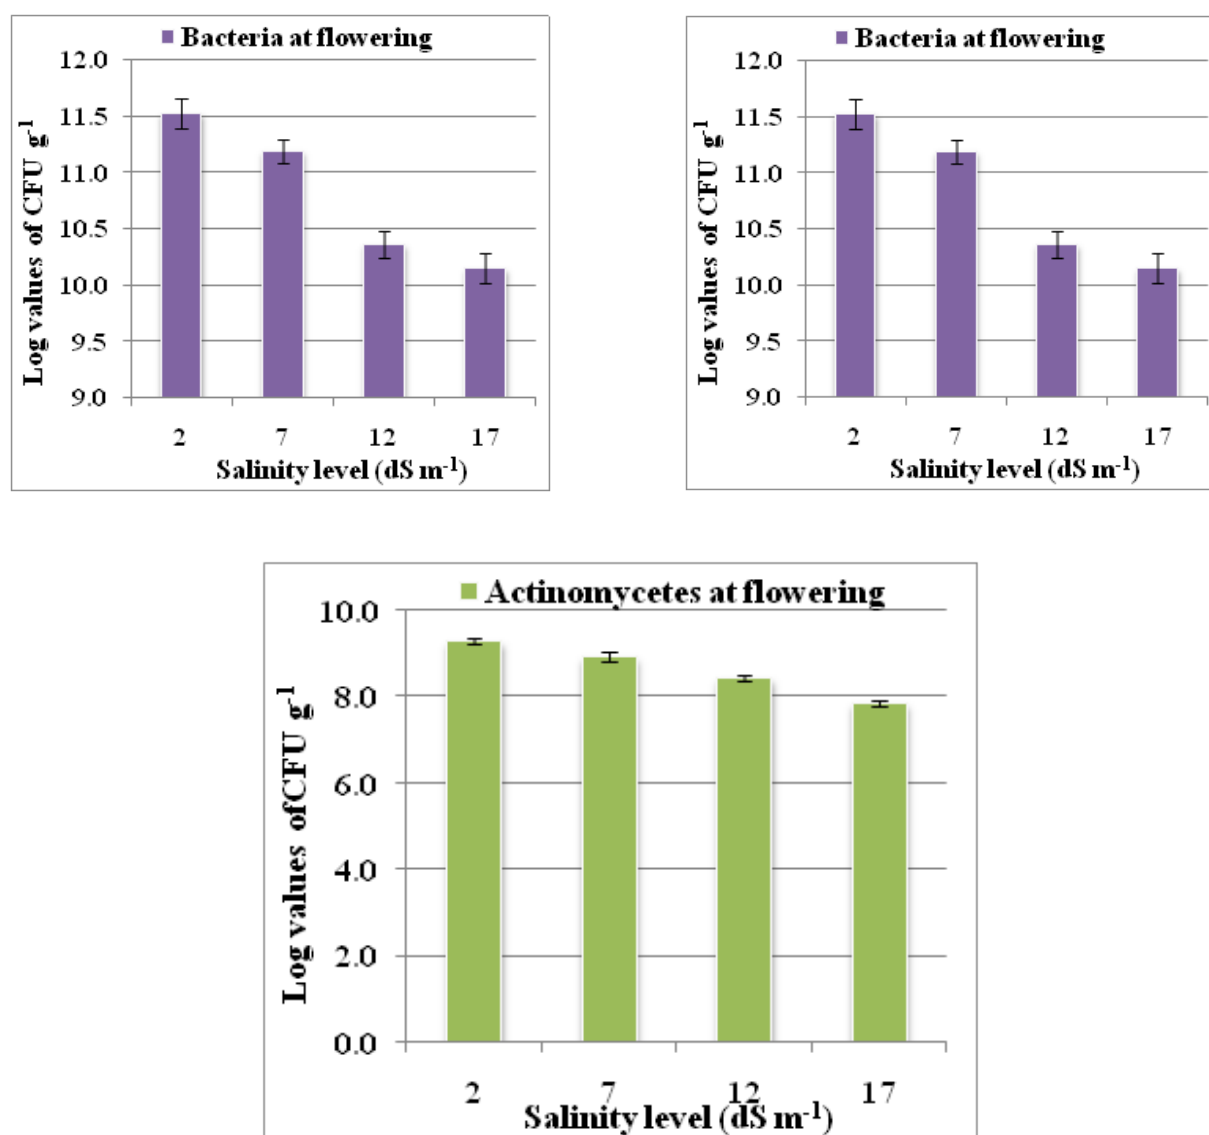 Bacteria at flowering
12.0
11.5
11.0
10.5
10.0
9.5
9.0
Log values of CFU g-1
2 7 12 17
Salinity level (dS m-1)
Bacteria at flowering
12.0
11.5
11.0
10.5
10.0
9.5
9.0
Log values of CFU g-1
2 7 12 17
Salinity level (dS m-1)
Actinomycetes at flowering
10.0
8.0
6.0
4.0
2.0
0.0
Log values ofCFU g-1
2 7 12 17
Salinity level (dS m-1)